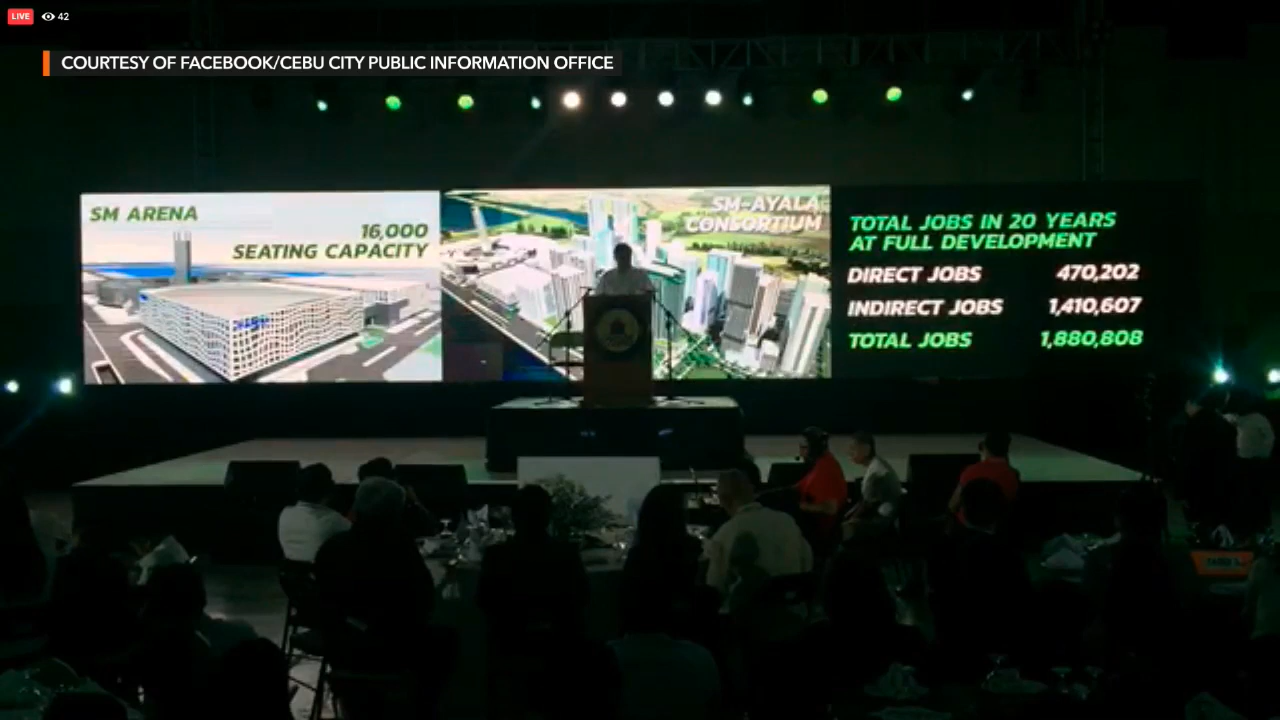 LIVE 42
COURTESY OF FACEBOOK/CEBU CITY PUBLIC INFORMATION OFFICE
SM ARENA
16,000
SEATING CAPACITY
SM-AYALA
CONSORTIUM
TOTAL JOBS IN 20 YEARS
AT FULL DEVELOPMENT
DIRECT JOBS 470,202
INDIRECT JOBS 1,410,607
TOTAL JOBS 1,880,808